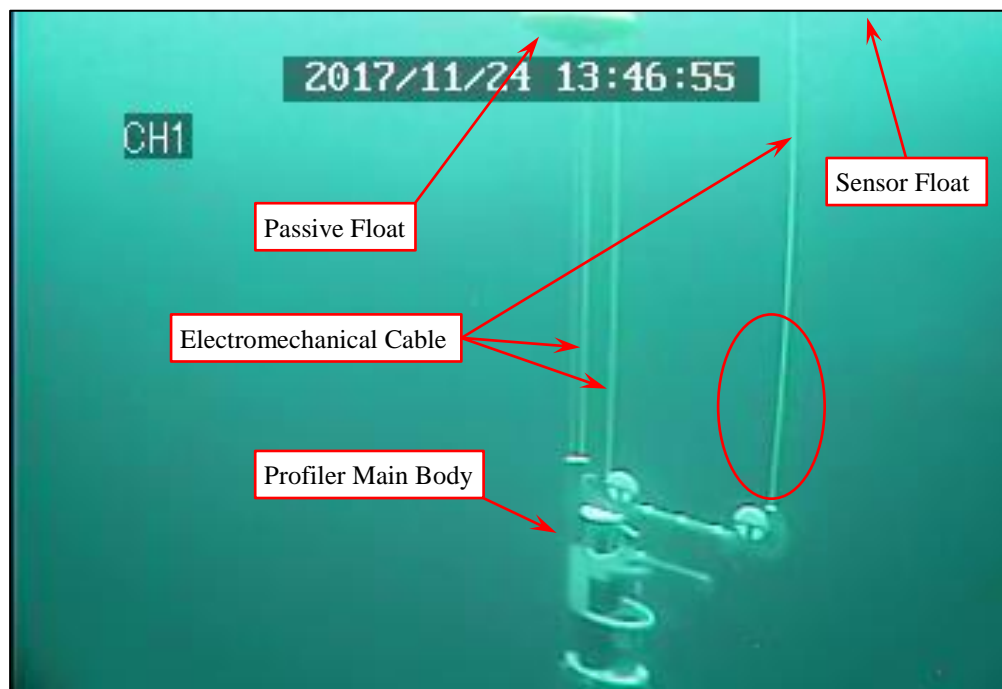 2017/11/24 13:46:55
CH1
Sensor Float
Passive Float
Electromechanical Cable
Profiler Main Body